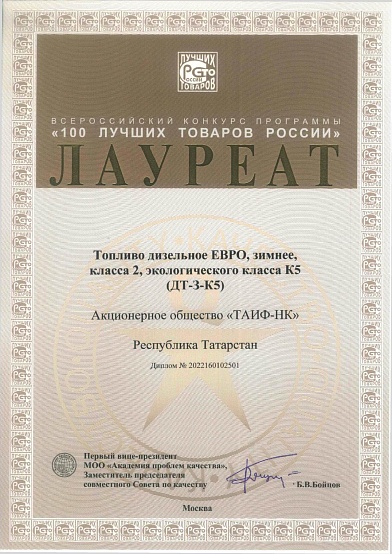 ЛУЧШИХ
РОССИИ
ТОВАРОВ
ВСЕРОССИЙСКИЙ КОНКУРС ПРОГРАММЫ
«100 ЛУЧШИХ ТОВАРОВ РОССИИ»
ЛАУРЕАТ
Топливо дизельное ЕВРО, зимнее,
класса 2, экологического класса К5
(ДТ-З-К5)
Акционерное общество «ТАИФ-НК»
Республика Татарстан
Диплом № 2022160102501
Первый вице-президент
МОО «Академия проблем качества»,
Заместитель председателя
совместного Совета по качеству
Б.В.Бойцов
Москва